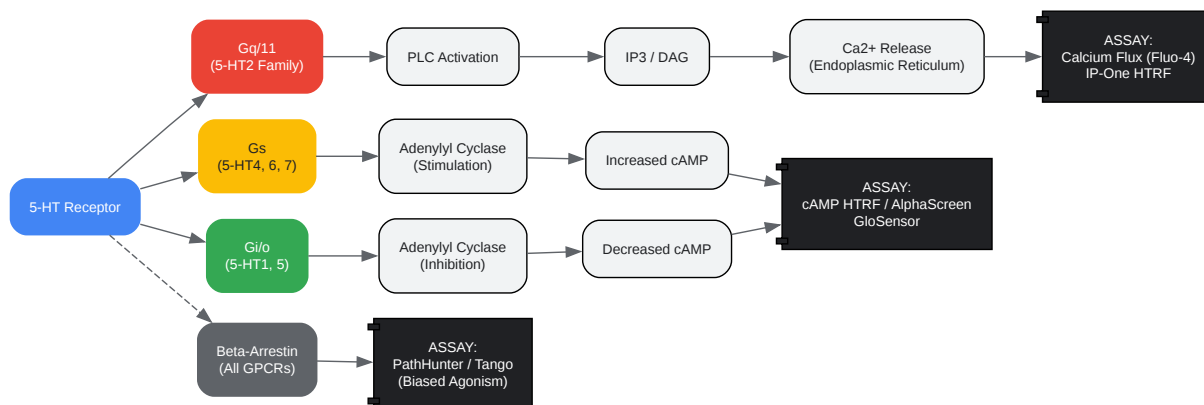 Gq/11
(5-HT2 Family)
PLC Activation
IP3 / DAG
Ca2+ Release
(Endoplasmic Reticulum)
ASSAY:
Calcium Flux (Fluo-4)
IP-One HTRF
Gs
(5-HT4, 6, 7)
Adenylyl Cyclase
(Stimulation)
Increased cAMP
5-HT Receptor
ASSAY:
cAMP HTRF / AlphaScreen
GloSensor
Gi/o
(5-HT1, 5)
Adenylyl Cyclase
(Inhibition)
Decreased cAMP
Beta-Arrestin
(All GPCRs)
ASSAY:
PathHunter / Tango
(Biased Agonism)